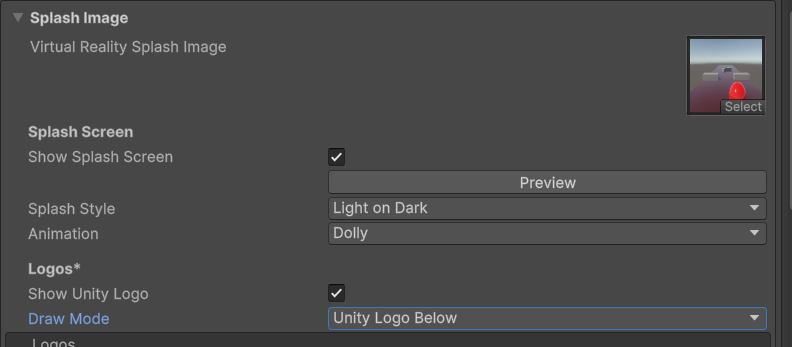 Splash Image
Virtual Reality Splash Image
Select
Splash Screen
Show Splash Screen
Preview
Splash Style Light on Dark
Animation Dolly
Logos*
Show Unity Logo
Draw Mode Unity Logo Below
Logos